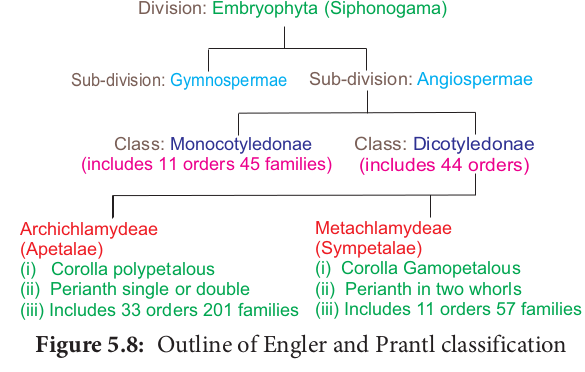 Division: Embryophyta (Siphonogama)
Sub-division: Gymnospermae
Sub-division: Angiospermae
Class: Monocotyledonae
(includes 11 orders 45 families)
Class: Dicotyledonae
(includes 44 orders)
Archichlamydeae
(Apetalae)
(i) Corolla polypetalous
(ii) Perianth single or double
(iii) Includes 33 orders 201 families
Metachlamydeae
(Sympetalae)
(i) Corolla Gamopetalous
(ii) Perianth in two whorls
(iii) Includes 11 orders 57 families
Figure 5.8: Outline of Engler and Prantl classification